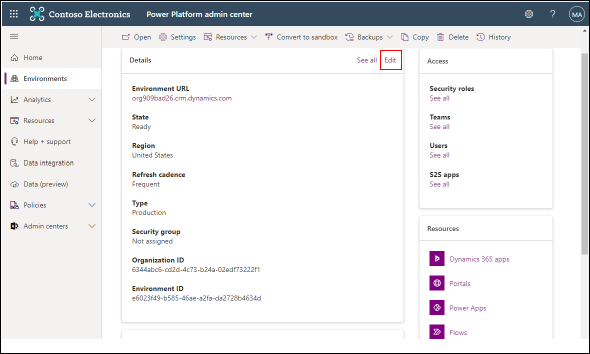 Contoso Electronics Power Platform admin center ? MA
Open Settings Resources Convert to sandbox Backups Copy Delete History
Home
Environments
Analytics
Resources
Help + support
Data integration
Data (preview)
Policies
Admin centers
Details See all Edit
Environment URL
org909bad26.crm.dynamics.com
State
Ready
Region
United States
Refresh cadence
Frequent
Type
Production
Security group
Not assigned
Organization ID
6344abc6-cd2d-4c73-b24a-02edf73222f1
Environment ID
e6023f49-b585-46ae-a2fa-da2728b4634d
Access
Security roles
See all
Teams
See all
Users
See all
S2S apps
See all
Resources
Dynamics 365 apps
Portals
Power Apps
Flows